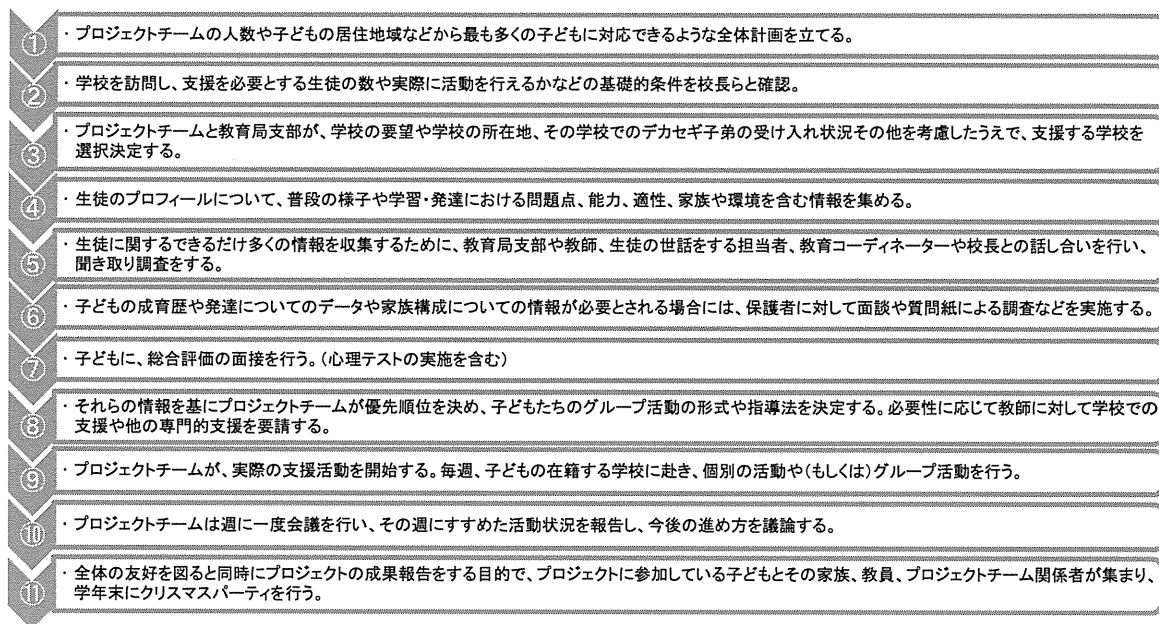 ① ・プロジェクトチームの人数や子どもの居住地域などから最も多くの子どもに対応できるような全体計画を立てる。
② ・学校を訪問し、支援を必要とする生徒の数や実際に活動を行えるかなどの基礎的条件を校長らと確認。
③ ・プロジェクトチームと教育局支部が、学校の要望や学校の所在地、その学校でのデカセギ子弟の受け入れ状況その他を考慮したうえで、支援する学校を
選択決定する。
④ ・生徒のプロフィールについて、普段の様子や学習・発達における問題点、能力、適性、家族や環境を含む情報を集める。
⑤ ・生徒に関するできるだけ多くの情報を収集するために、教育局支部や教師、生徒の世話をする担当者、教育コーディネーターや校長との話し合いを行い、
聞き取り調査をする。
⑥ ・子どもの成育歴や発達についてのデータや家族構成についての情報が必要とされる場合には、保護者に対して面談や質問紙による調査などを実施する。
⑦ ・子どもに、総合評価の面接を行う。(心理テストの実施を含む)
⑧ ・それらの情報を基にプロジェクトチームが優先順位を決め、子どもたちのグループ活動の形式や指導法を決定する。必要性に応じて教師に対して学校での
支援や他の専門的支援を要請する。
⑨ ・プロジェクトチームが、実際の支援活動を開始する。毎週、子どもの在籍する学校に赴き、個別の活動や(もしくは)グループ活動を行う。
⑩ ・プロジェクトチームは週に一度会議を行い、その週にすすめた活動状況を報告し、今後の進め方を議論する。
⑪ ・全体の友好を図ると同時にプロジェクトの成果報告をする目的で、プロジェクトに参加している子どもとその家族、教員、プロジェクトチーム関係者が集まり、
学年末にクリスマスパーティを行う。